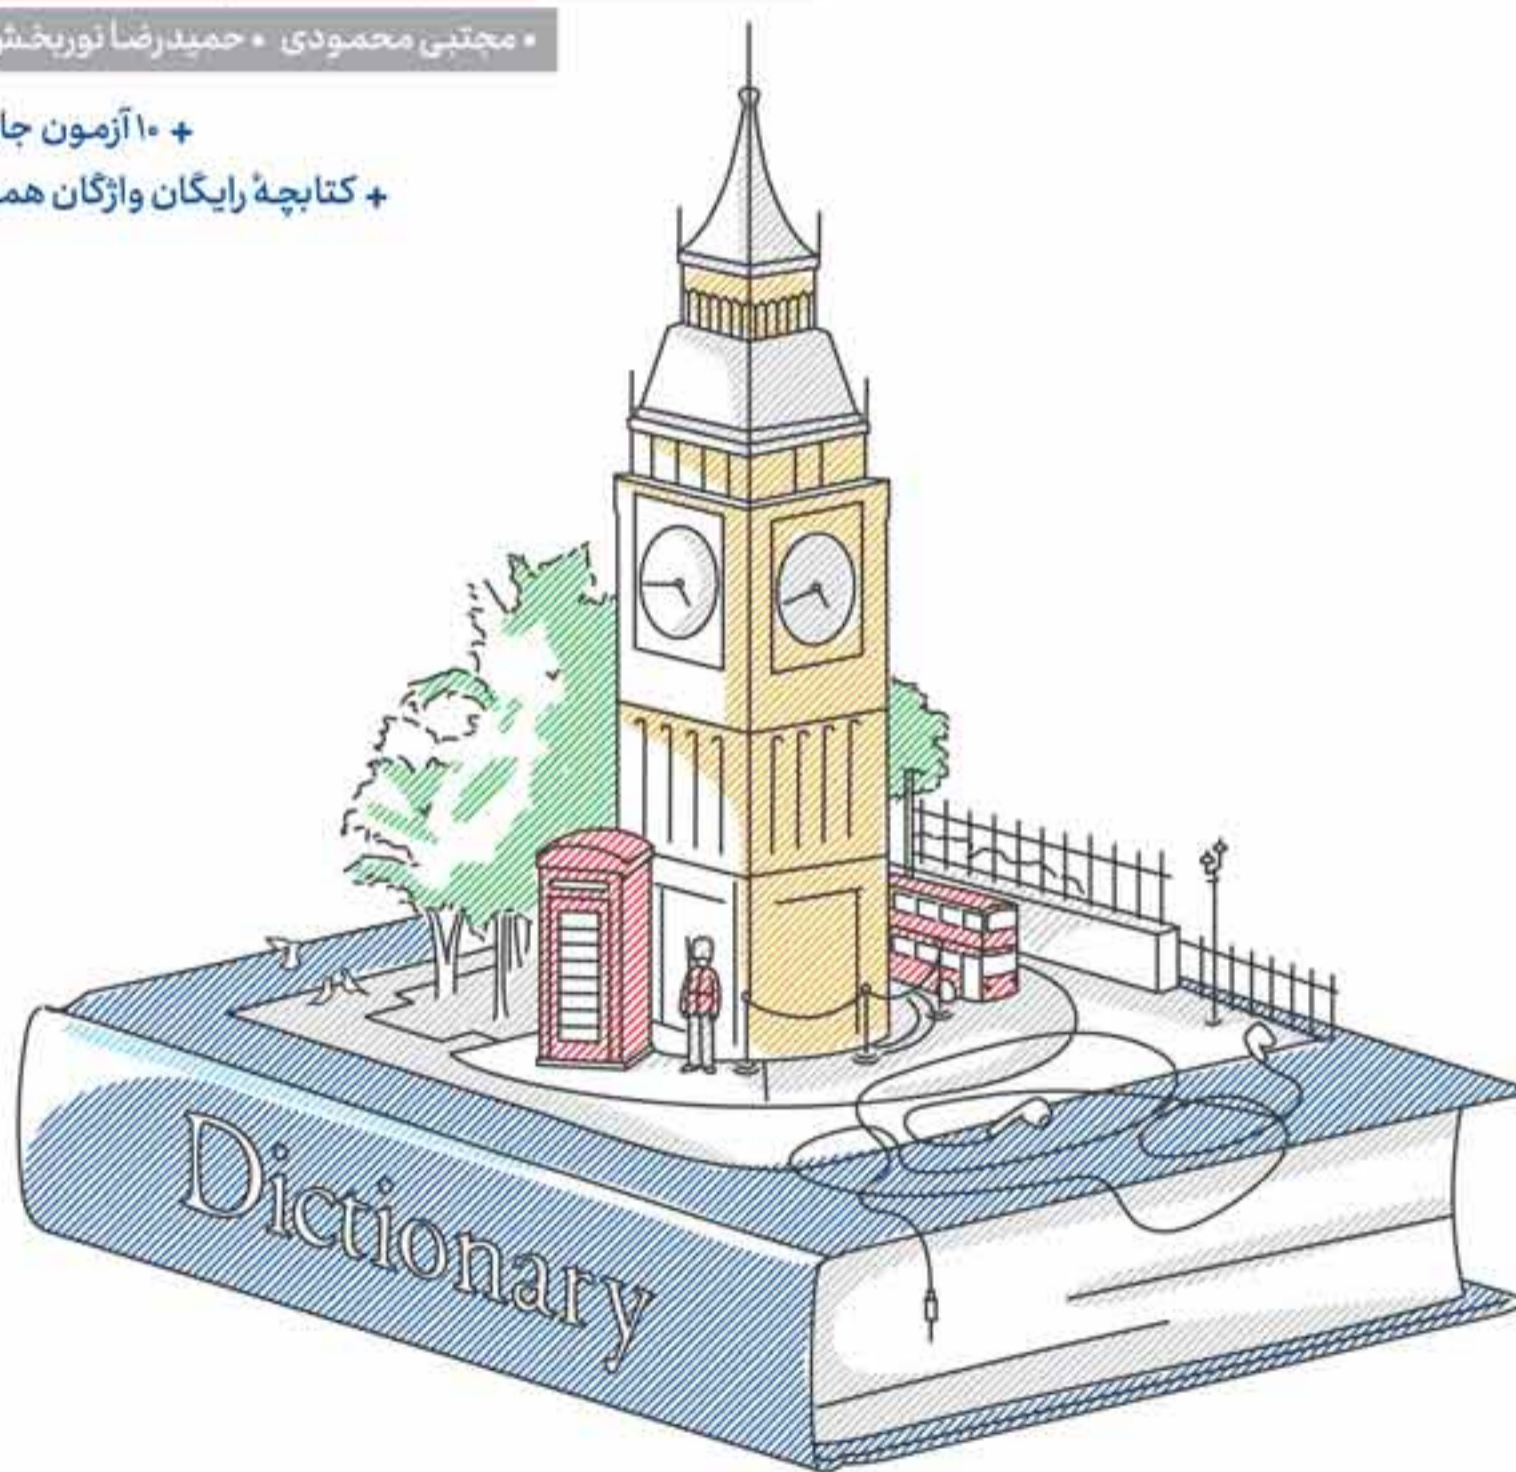 • مجتبی محمودی • حمیدرضا نوربخش
+ ۱۰ آزمون
+ کتابچهٔ رایگان واژگان
Dictionary